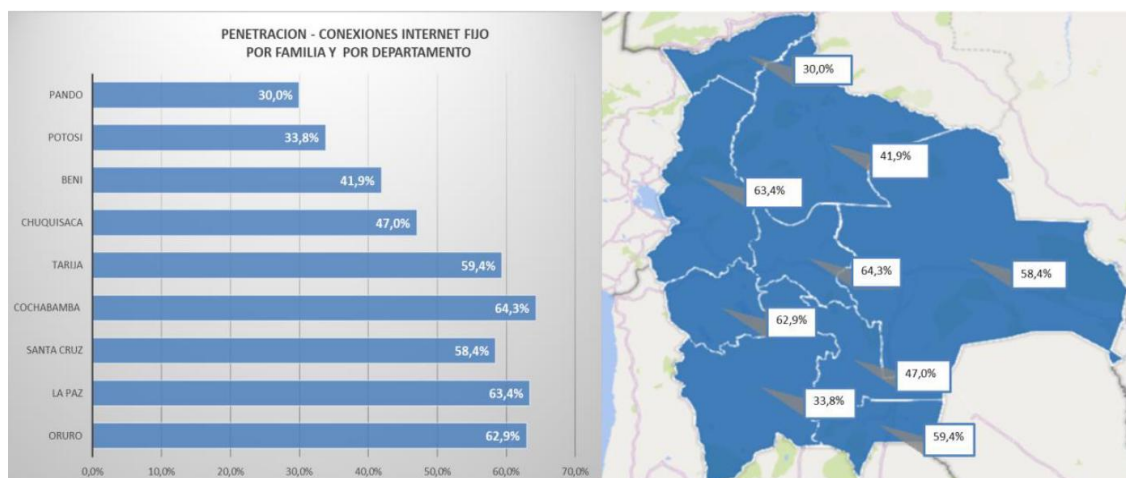 PENETRACION - CONEXIONES INTERNET FIJO
POR FAMILIA Y POR DEPARTAMENTO
PANDO 30,0%
POTOSI 33,8%
BENI 41,9%
CHUQUISACA 47,0%
TARIJA 59,4%
COCHABAMBA 64,3%
SANTA CRUZ 58,4%
LA PAZ 63,4%
ORURO 62,9%
0,0% 10,0% 20,0% 30,0% 40,0% 50,0% 60,0% 70,0%
30,0%
41,9%
63,4%
64,3%
58,4%
62,9%
47,0%
33,8%
59,4%